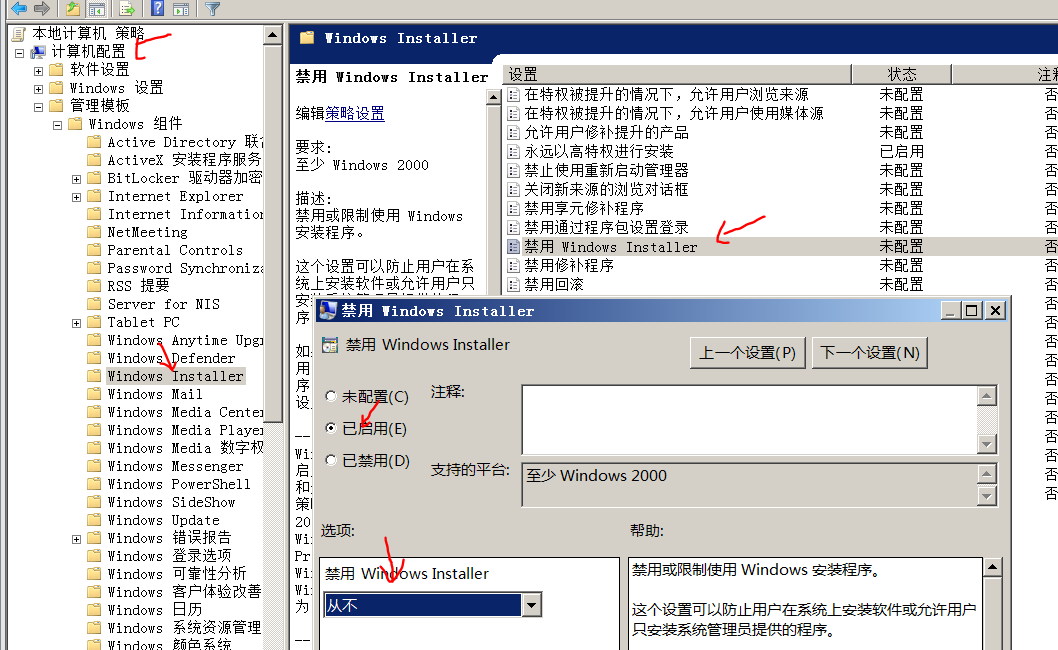 本地计算机 策略
计算机配置
软件设置
Windows 设置
管理模板
Windows 组件
Active Directory 联合
ActiveX 安装程序服务
BitLocker 驱动器加密
Internet Explorer
Internet Information
NetMeeting
Parental Controls
Password Synchroniza
RSS 提要
Server for NIS
Tablet PC
Windows Anytime Upg
Windows Defender
Windows Installer
Windows Mail
Windows Media Center
Windows Media Player
Windows Media 数字权
Windows Messenger
Windows PowerShell
Windows SideShow
Windows Update
Windows 错误报告
Windows 登录选项
Windows 可靠性分析
Windows 客户体验改善
Windows 日历
Windows 系统资源管理
Windows 颜色系统
Windows Installer
禁用 Windows Installer
编辑策略设置
要求:
至少 Windows 2000
描述:
禁用或限制使用 Windows
安装程序。
这个设置可以防止用户在系
统上安装软件或允许用户只
序
如
用
序
设
--
Wi
启
和
策
20
Wi
Pr
Wi
Wi
为
--
设置 状态 注释
在特权被提升的情况下，允许用户浏览来源 未配置 否
在特权被提升的情况下，允许用户使用媒体源 未配置 否
允许用户修补提升的产品 未配置 否
永远以高特权进行安装 已启用 否
禁止使用重新启动管理器 未配置 否
关闭新来源的浏览对话框 未配置 否
禁用享元修补程序 未配置 否
禁用通过程序包设置登录 未配置 否
禁用 Windows Installer 未配置 否
禁用修补程序 未配置 否
禁用回滚 未配置 否
否
否
否
否
否
否
否
否
否
否
否
禁用 Windows Installer
禁用 Windows Installer
上一个设置(P) 下一个设置(N)
未配置(C) 注释:
已启用(E)
已禁用(D)
支持的平台: 至少 Windows 2000
选项: 帮助:
禁用 Windows Installer
从不
禁用或限制使用 Windows 安装程序。
这个设置可以防止用户在系统上安装软件或允许用户
只安装系统管理员提供的程序。